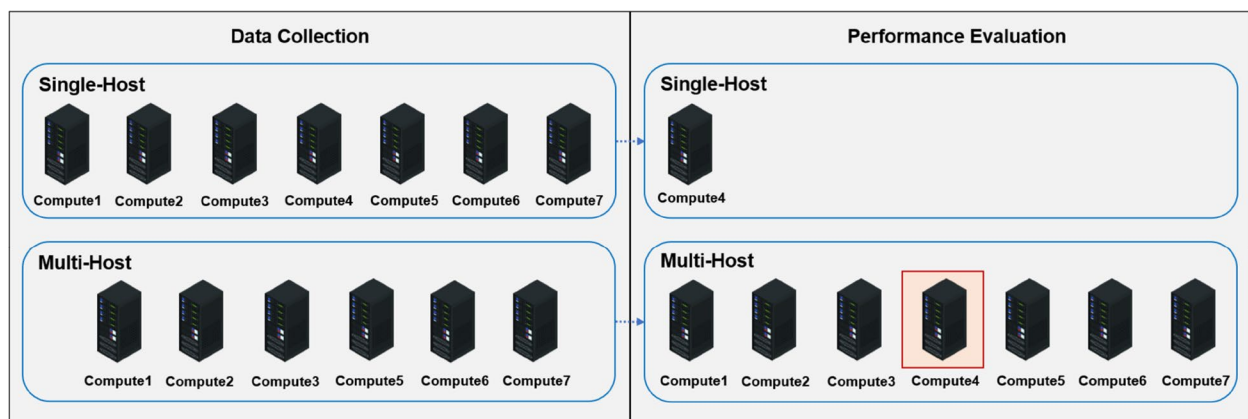 Data Collection
Single-Host
Compute1 Compute2 Compute3 Compute4 Compute5 Compute6 Compute7
Multi-Host
Compute1 Compute2 Compute3 Compute5 Compute6 Compute7
Performance Evaluation
Single-Host
Compute4
Multi-Host
Compute1 Compute2 Compute3 Compute4 Compute5 Compute6 Compute7